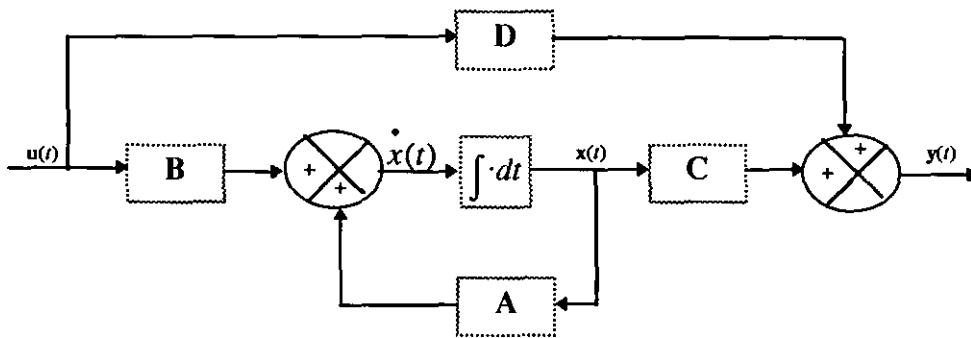 D
u(t)
B
+
+
ẋ(t)
∫·dt
x(t)
C
+
+
y(t)
A